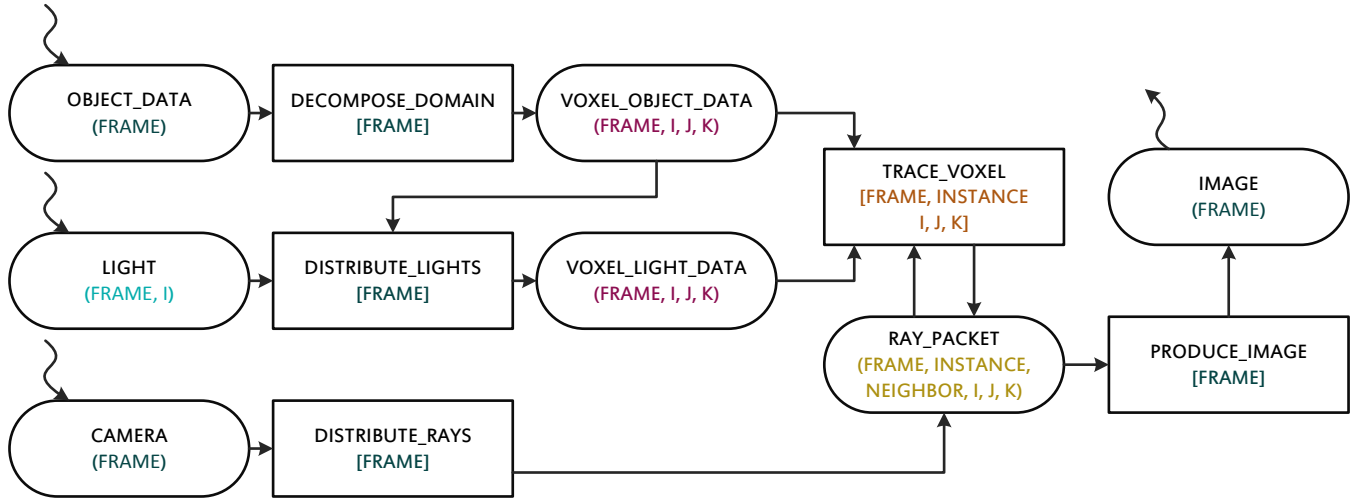 OBJECT_DATA
(FRAME)
DECOMPOSE_DOMAIN
[FRAME]
VOXEL_OBJECT_DATA
(FRAME, I, J, K)
TRACE_VOXEL
[FRAME, INSTANCE
I, J, K]
IMAGE
(FRAME)
LIGHT
(FRAME, I)
DISTRIBUTE_LIGHTS
[FRAME]
VOXEL_LIGHT_DATA
(FRAME, I, J, K)
RAY_PACKET
(FRAME, INSTANCE,
NEIGHBOR, I, J, K)
PRODUCE_IMAGE
[FRAME]
CAMERA
(FRAME)
DISTRIBUTE_RAYS
[FRAME]